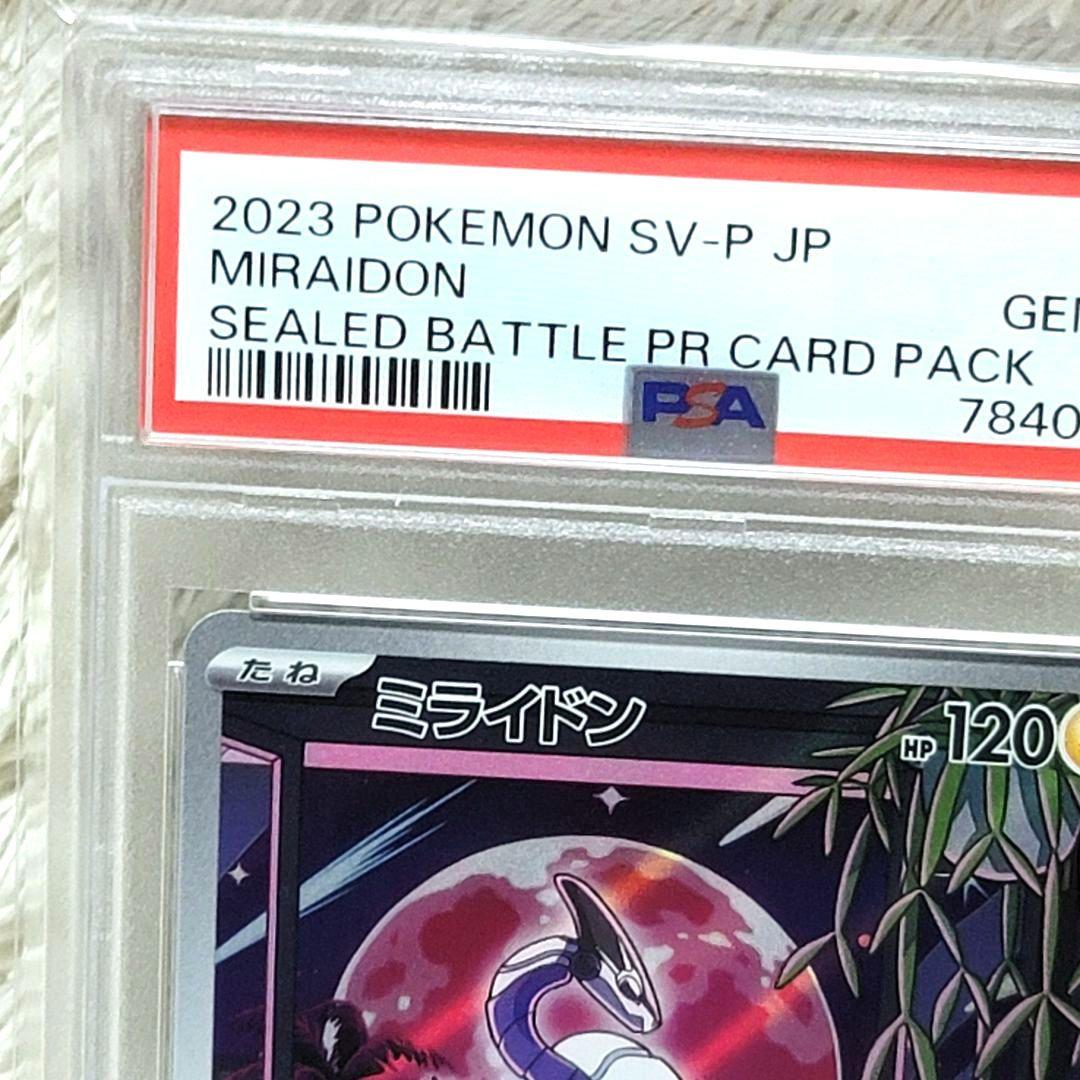 2023 POKEMON SV-P JP
MIRAIDON
GE
SEALED BATTLE PR CARD PACK
7840
PSA
たね
ミライドン
HP 120